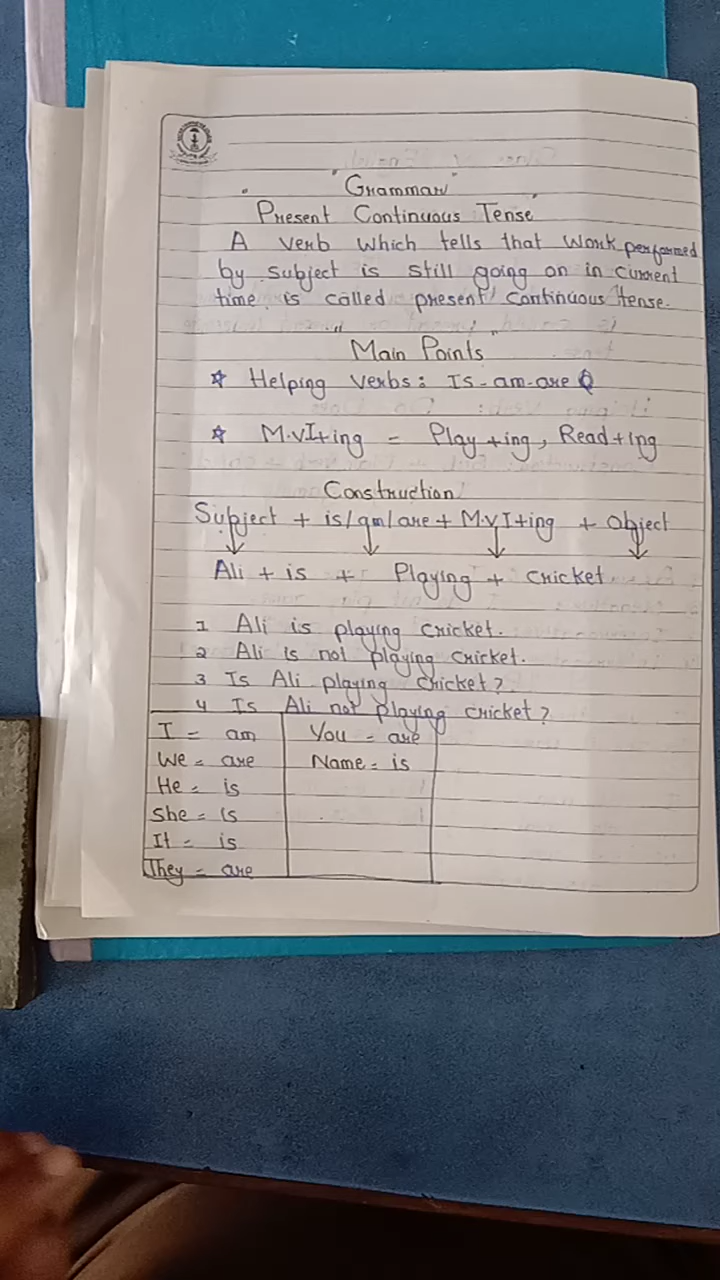 "Grammar"
"Present Continuous Tense"
A verb which tells that work performed
by subject is still going on in current
time is called present continuous tense.
"Main Points"
☆ Helping verbs: Is-am-are
☆ M.vI+ing = Play+ing, Read+ing
Construction
Subject + is/am/are + M.vI+ing + Object
↓ ↓ ↓ ↓
Ali + is + Playing + cricket
1 Ali is playing cricket.
2 Ali is not playing cricket.
3 Is Ali playing cricket?
4 Is Ali not playing cricket?
I = am You = are
We = are Name = is
He = is
She = is
It = is
They = are